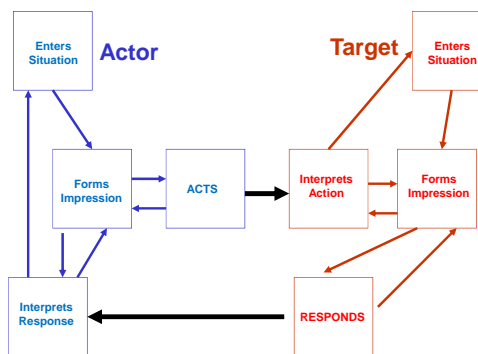 Enters
Situation
Actor
Target
Enters
Situation
Forms
Impression
ACTS
Interprets
Action
Forms
Impression
Interprets
Response
RESPONDS